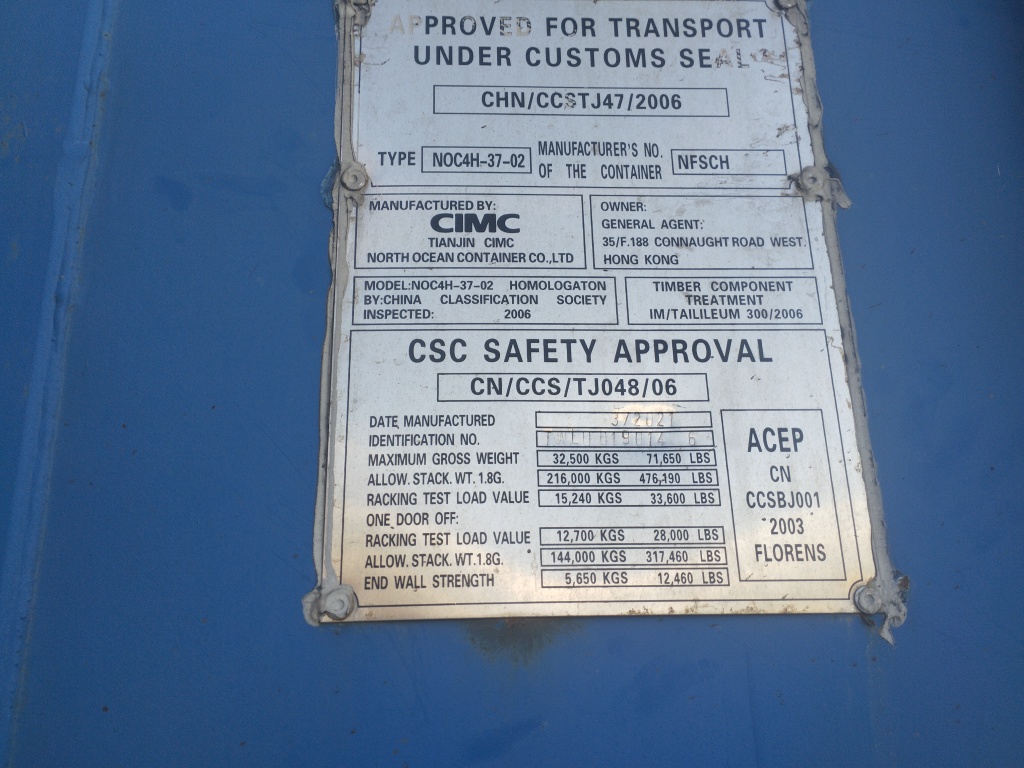 APPROVED FOR TRANSPORT
UNDER CUSTOMS SEAL
CHN/CCSTJ47/2006
TYPE NOC4H-37-02 MANUFACTURER'S NO. OF THE CONTAINER NFSCH
MANUFACTURED BY:
CIMC
TIANJIN CIMC
NORTH OCEAN CONTAINER CO.,LTD
OWNER:
GENERAL AGENT:
35/F.188 CONNAUGHT ROAD WEST.
HONG KONG
MODEL:NOC4H-37-02 HOMOLOGATON
BY:CHINA CLASSIFICATION SOCIETY
INSPECTED: 2006
TIMBER COMPONENT
TREATMENT
IM/TAILILEUM 300/2006
CSC SAFETY APPROVAL
CN/CCS/TJ048/06
DATE MANUFACTURED
IDENTIFICATION NO.
MAXIMUM GROSS WEIGHT 32,500 KGS 71,650 LBS
ALLOW. STACK. WT. 1.8G. 216,000 KGS 476,190 LBS
RACKING TEST LOAD VALUE 15,240 KGS 33,600 LBS
ONE DOOR OFF:
RACKING TEST LOAD VALUE 12,700 KGS 28,000 LBS
ALLOW. STACK. WT.1.8G. 144,000 KGS 317,460 LBS
END WALL STRENGTH 5,650 KGS 12,460 LBS
ACEP
CN
CCSBJ001
2003
FLORENS